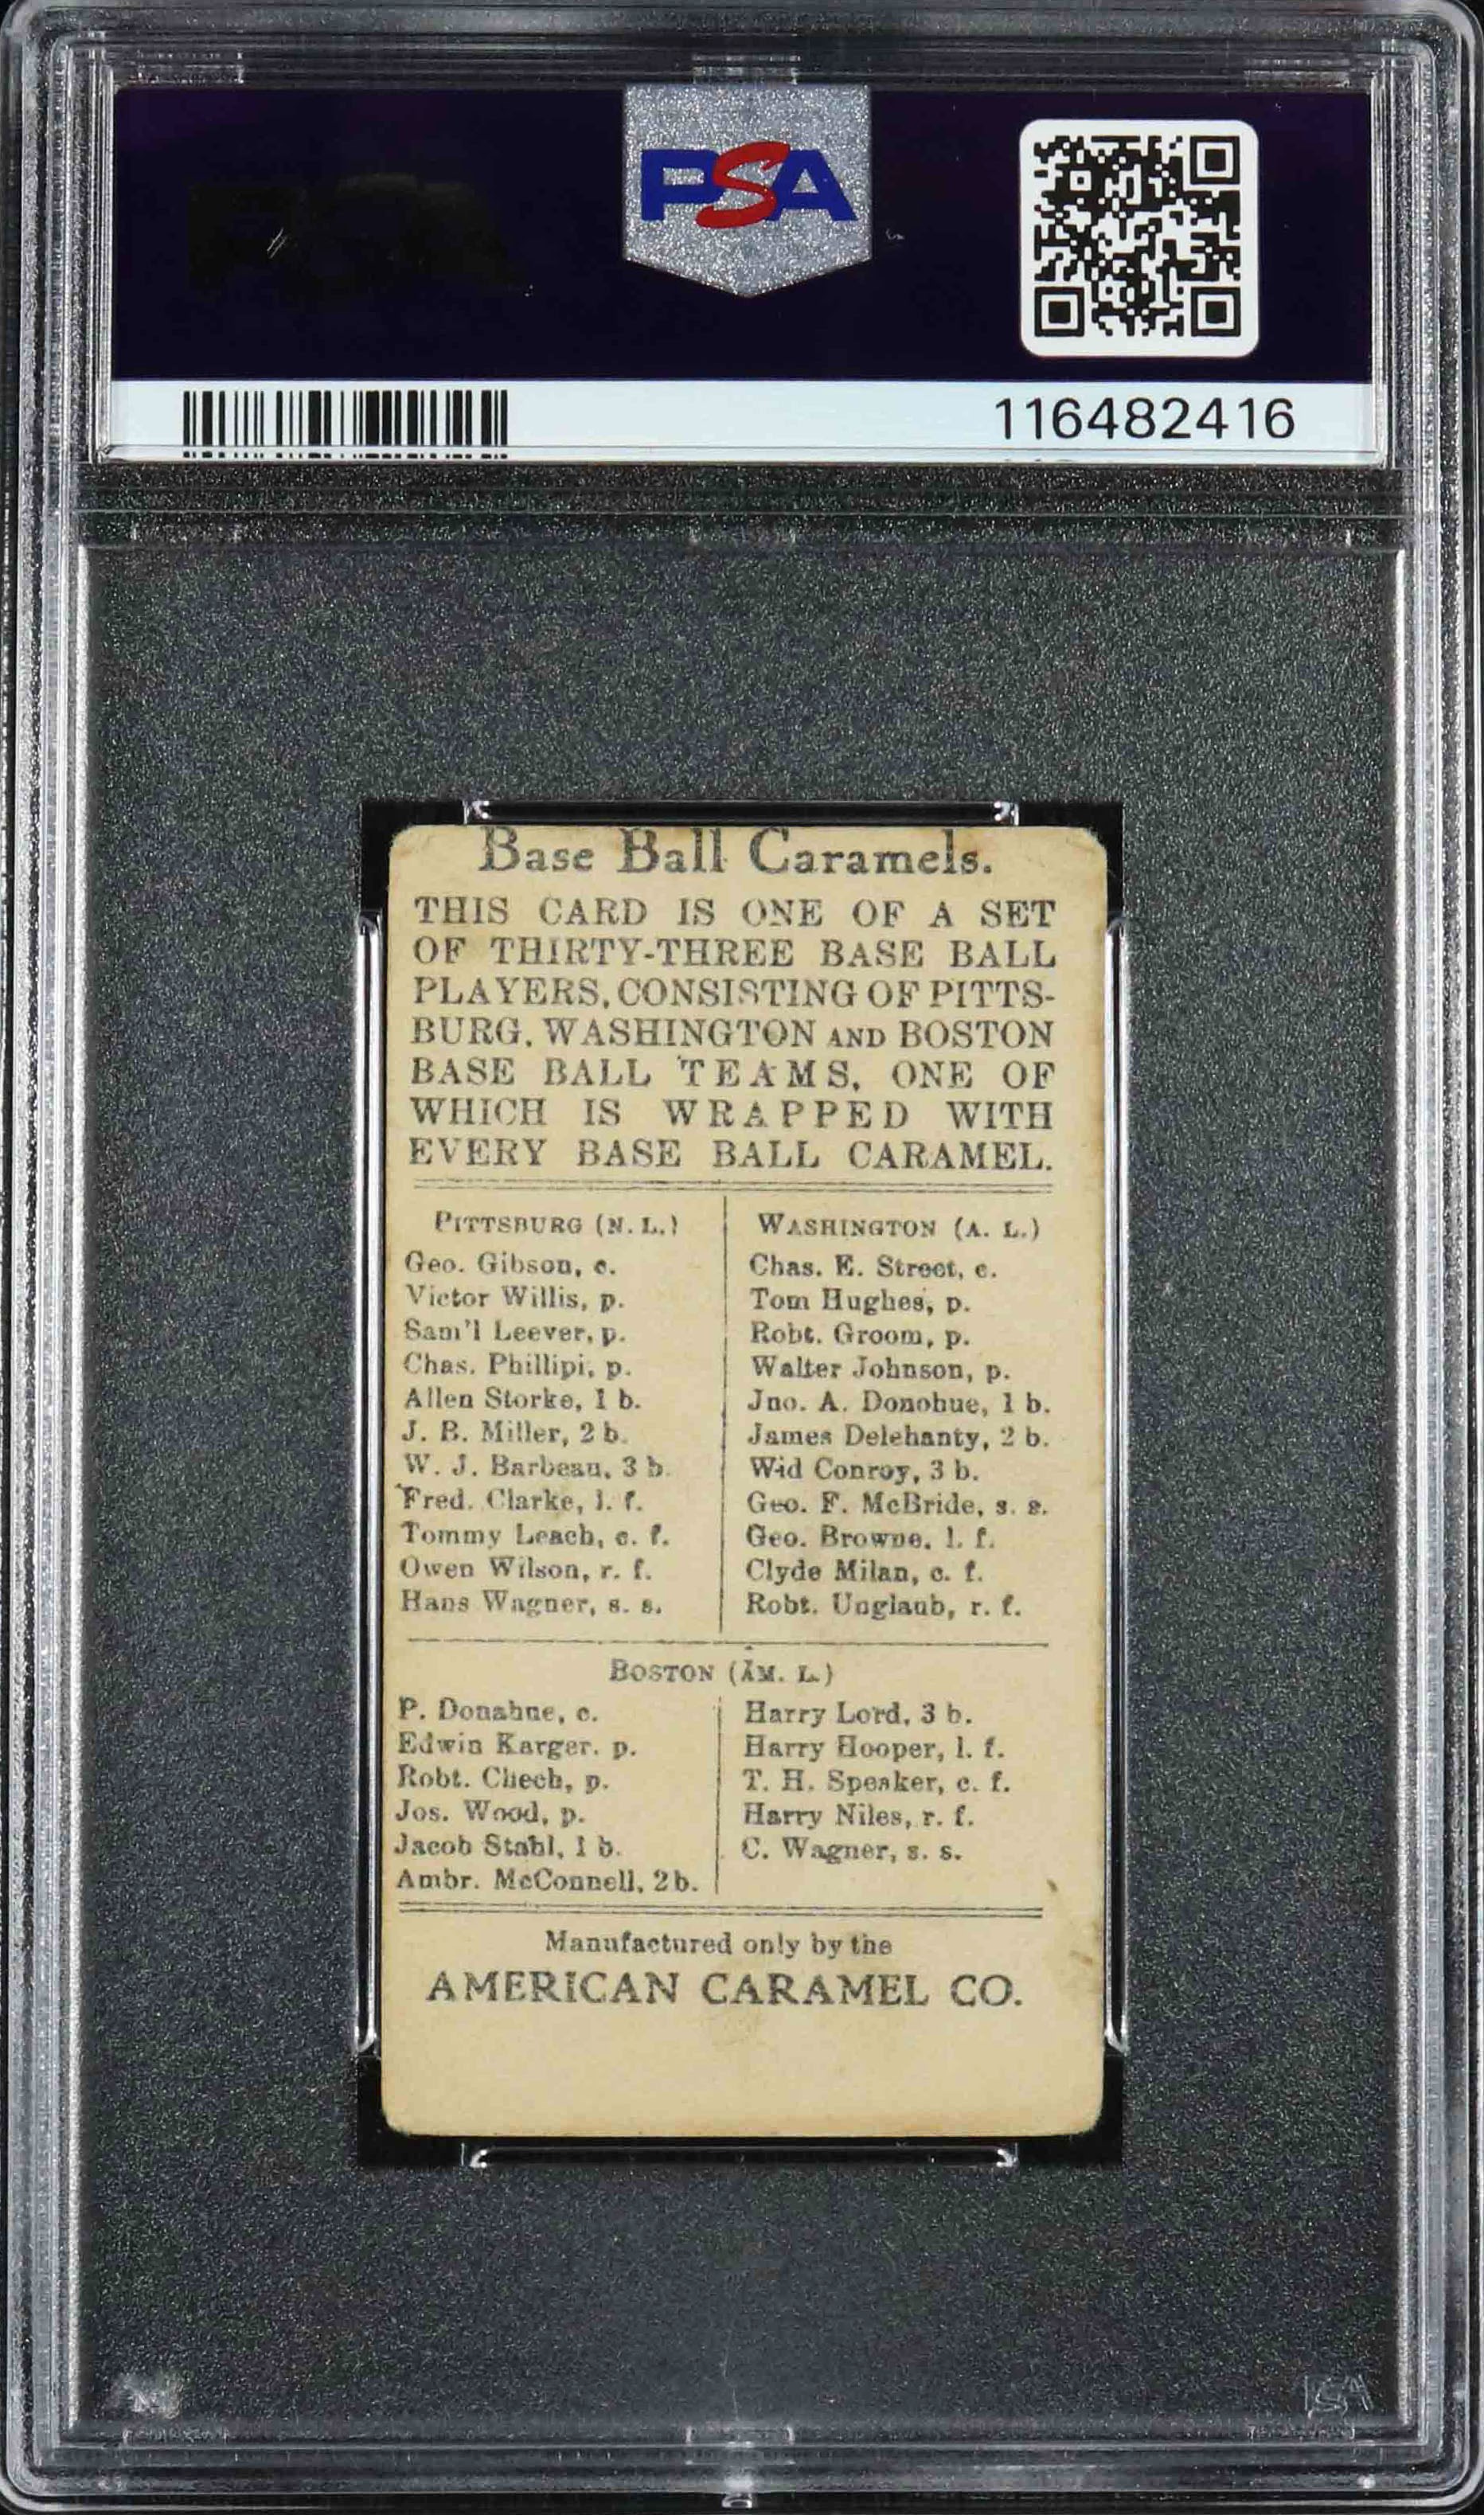 PSA
116482416
Base Ball Caramels.
THIS CARD IS ONE OF A SET
OF THIRTY-THREE BASE BALL
PLAYERS, CONSISTING OF PITTS-
BURG, WASHINGTON AND BOSTON
BASE BALL TEAMS, ONE OF
WHICH IS WRAPPED WITH
EVERY BASE BALL CARAMEL.
PITTSBURG (N. L.)
Geo. Gibson, c.
Victor Willis, p.
Sam'l Leever, p.
Chas. Phillipi, p.
Allen Storke, 1 b.
J. B. Miller, 2 b.
W. J. Barbeau, 3 b.
Fred. Clarke, l. f.
Tommy Leach, c. f.
Owen Wilson, r. f.
Hans Wagner, s. s.
WASHINGTON (A. L.)
Chas. E. Street, c.
Tom Hughes, p.
Robt. Groom, p.
Walter Johnson, p.
Jno. A. Donohue, 1 b.
James Delehanty, 2 b.
Wid Conroy, 3 b.
Geo. F. McBride, s. s.
Geo. Browne, l. f.
Clyde Milan, c. f.
Robt. Unglaub, r. f.
BOSTON (AM. L.)
P. Donahue, c.
Edwin Karger, p.
Robt. Chech, p.
Jos. Wood, p.
Jacob Stahl, 1 b.
Ambr. McConnell, 2 b.
Harry Lord, 3 b.
Harry Hooper, l. f.
T. H. Speaker, c. f.
Harry Niles, r. f.
C. Wagner, s. s.
Manufactured only by the
AMERICAN CARAMEL CO.
PSA